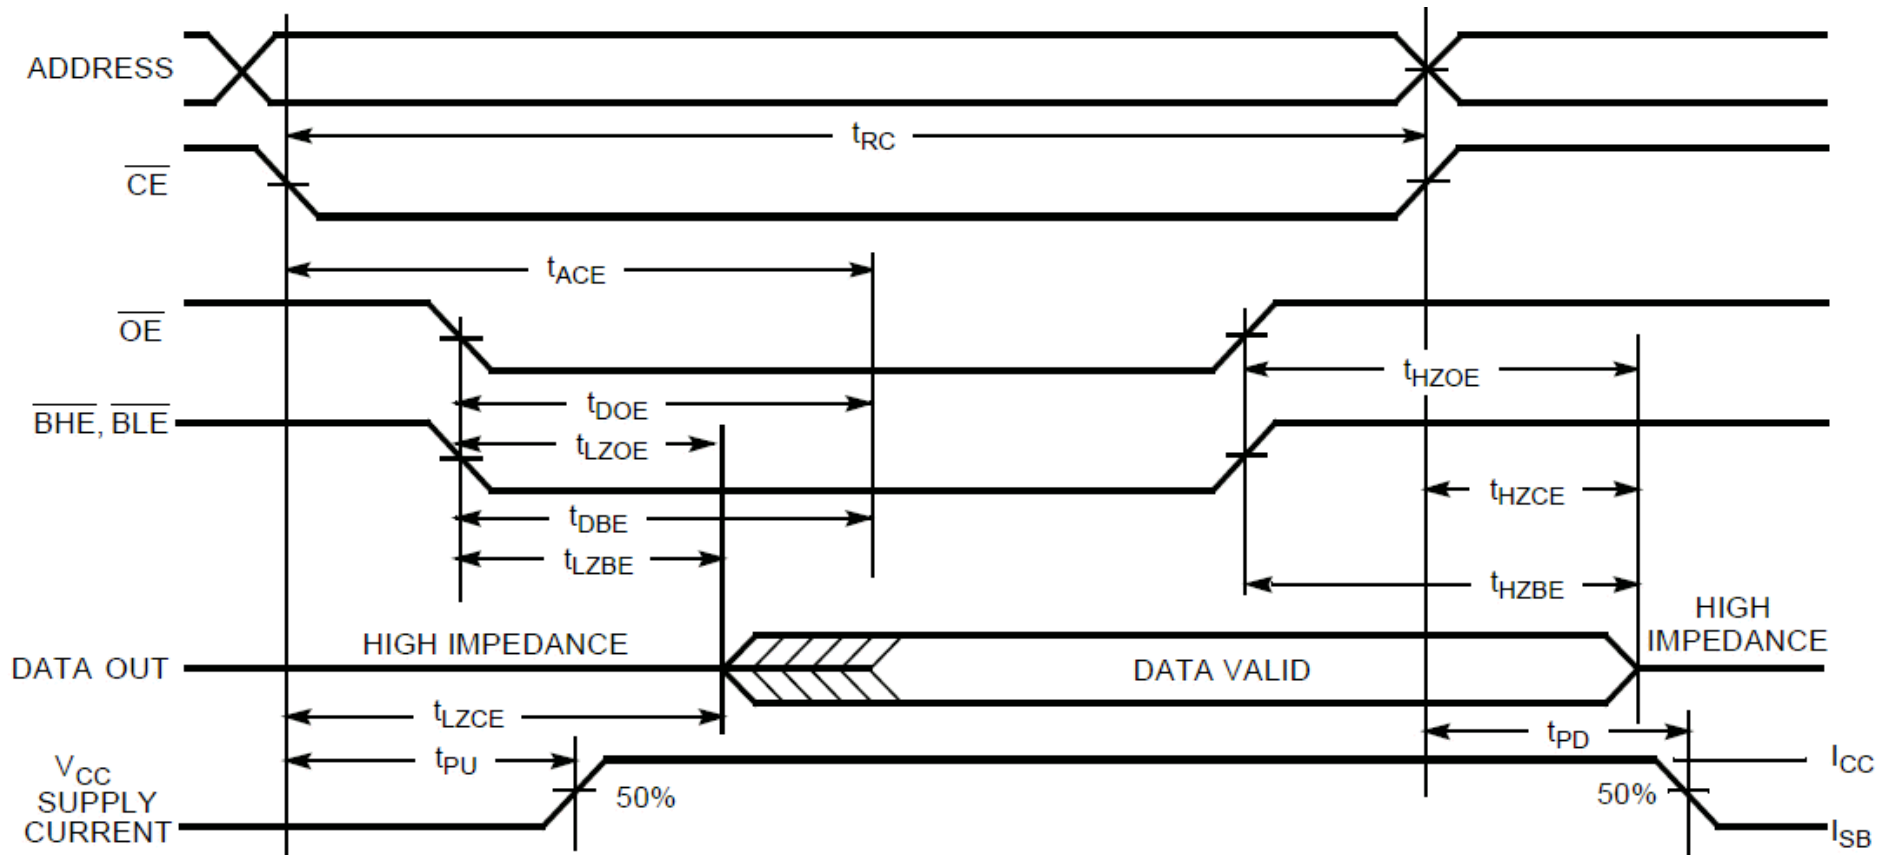 ADDRESS
tRC
CE
tACE
OE
tHZOE
tDOE
BHE, BLE
tLZOE
tHZCE
tDBE
tLZBE
tHZBE
HIGH
IMPEDANCE
HIGH IMPEDANCE
DATA OUT
DATA VALID
tLZCE
tPD
tPU
VCC
SUPPLY
CURRENT
50%
50%
ICC
ISB